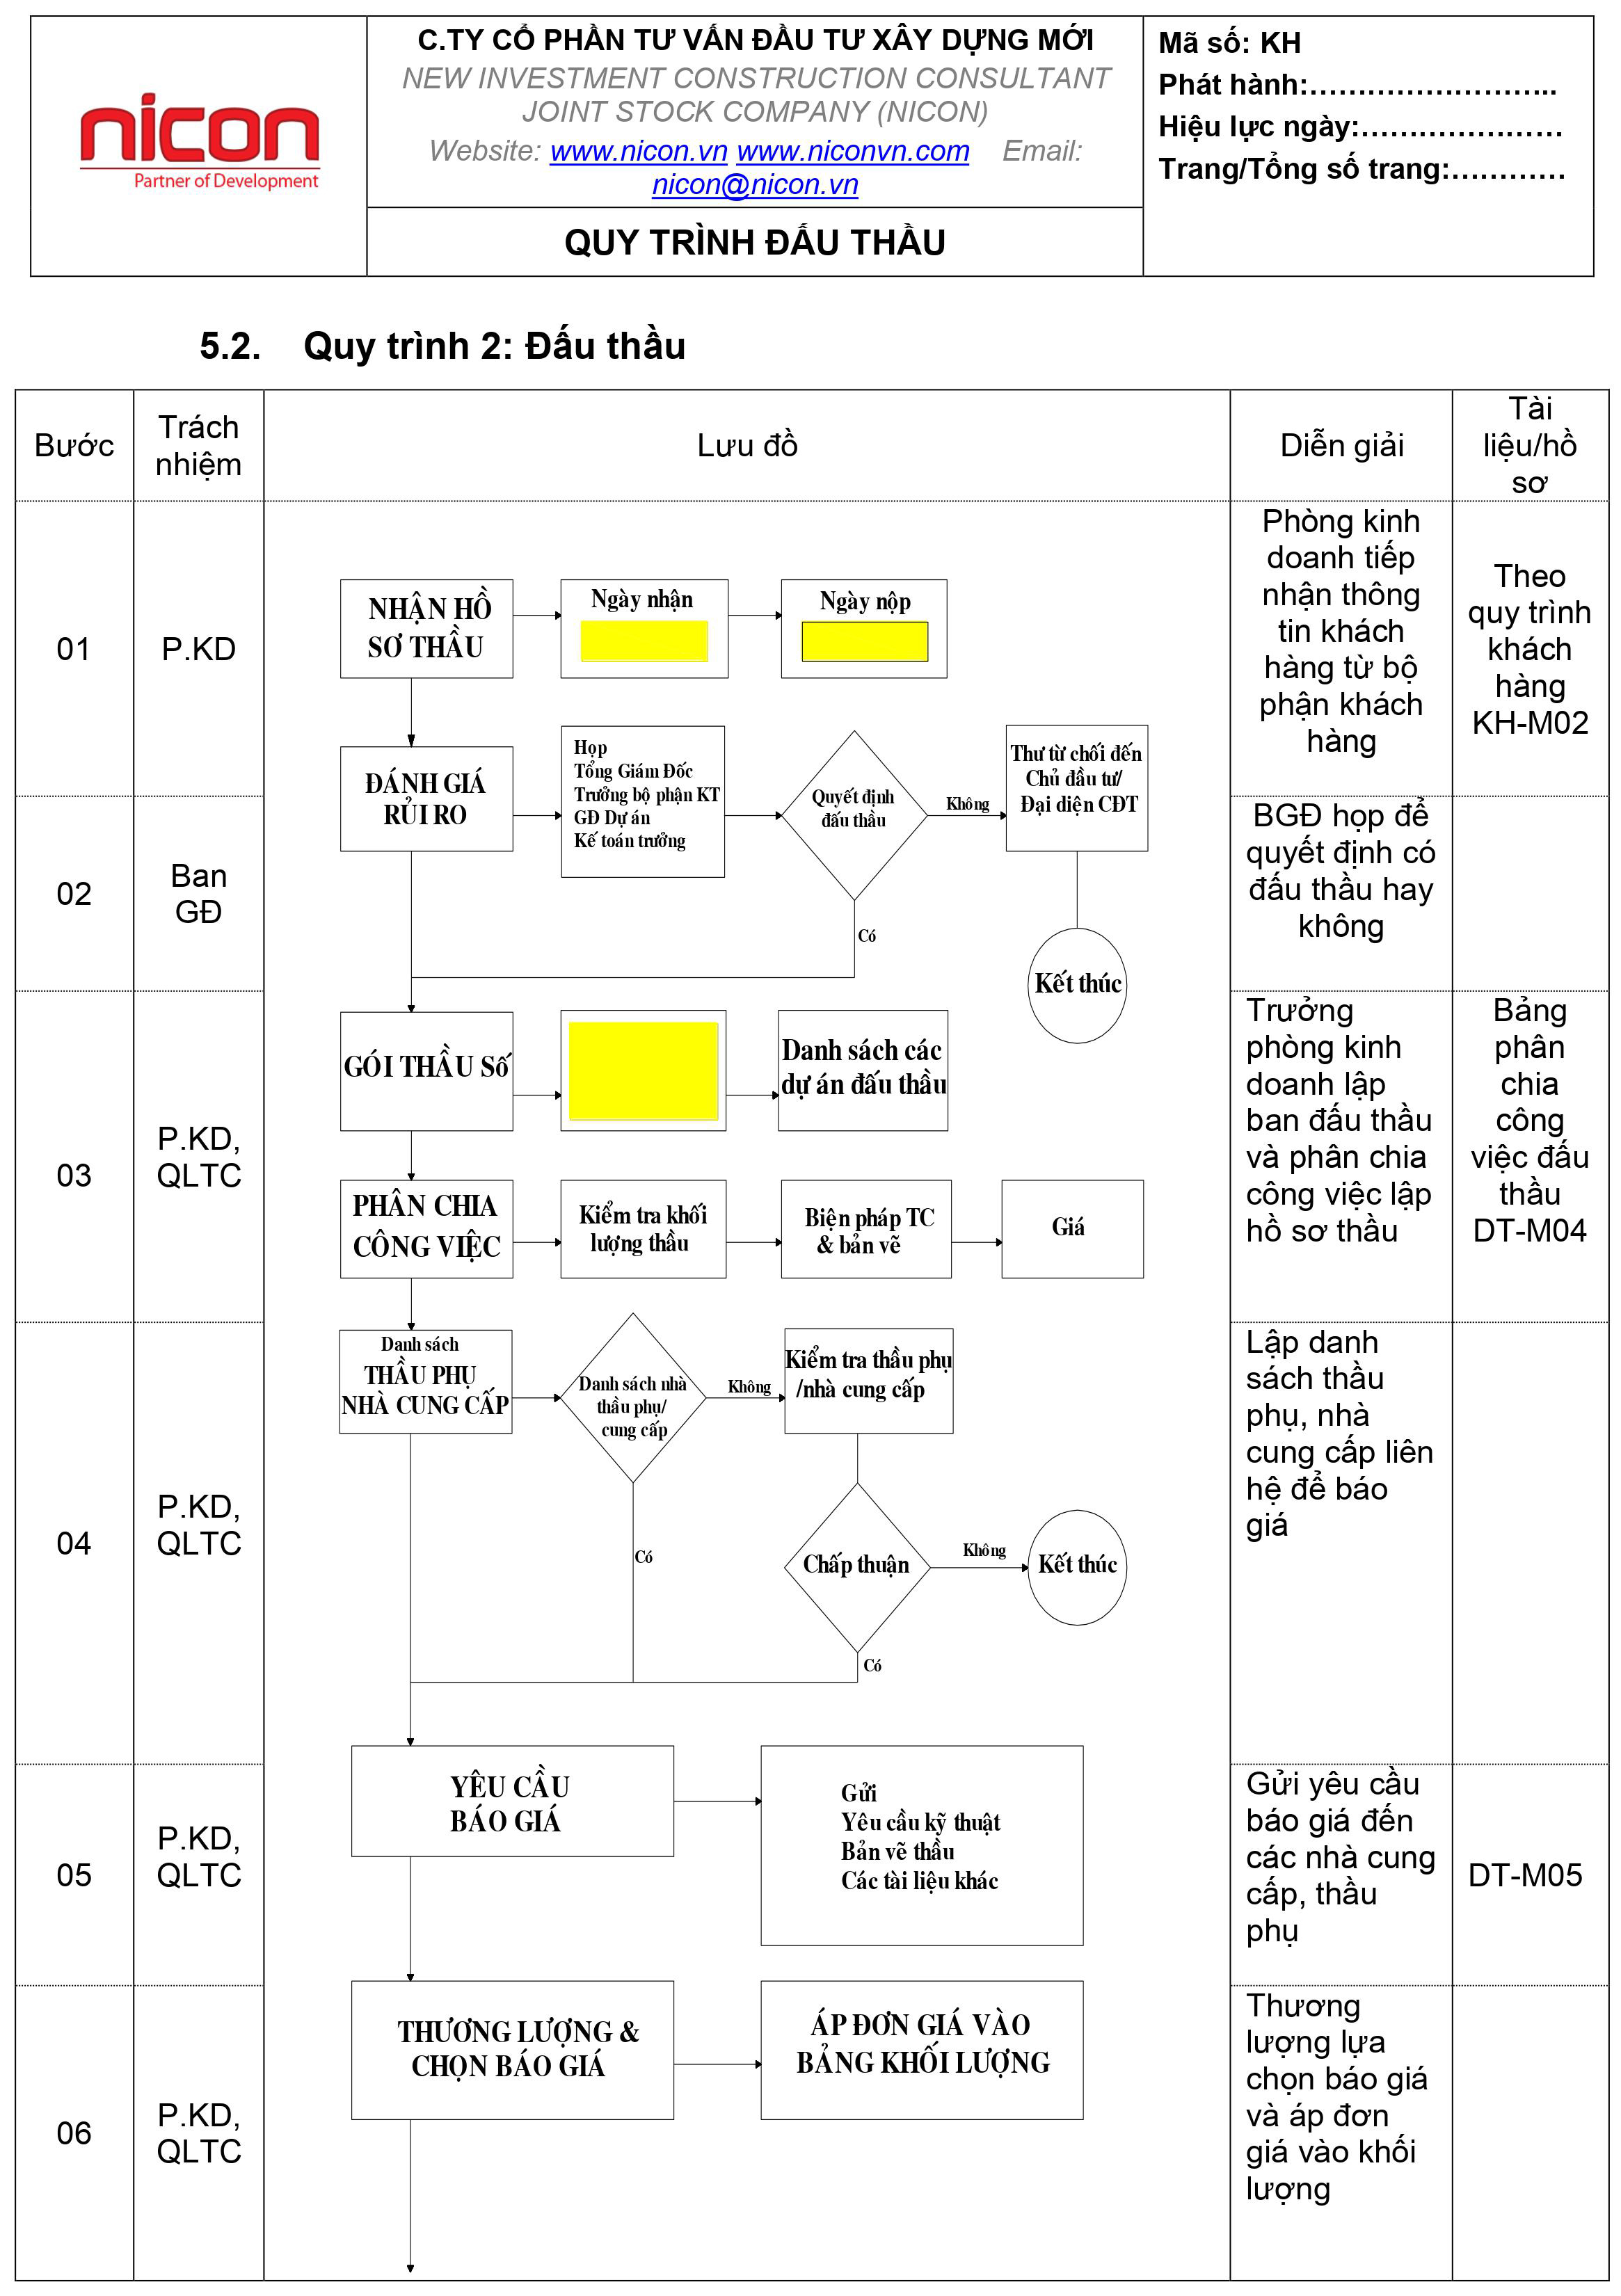 nicon
Partner of Development
C.TY CỔ PHẦN TƯ VẤN ĐẦU TƯ XÂY DỰNG MỚI
NEW INVESTMENT CONSTRUCTION CONSULTANT
JOINT STOCK COMPANY (NICON)
Website: www.nicon.vn www.niconvn.com Email:
nicon@nicon.vn
QUY TRÌNH ĐẤU THẦU
Mã số: KH
Phát hành:……………………..
Hiệu lực ngày:…………………
Trang/Tổng số trang:…………
5.2. Quy trình 2: Đấu thầu
Bước
Trách
nhiệm
Lưu đồ
Diễn giải
Tài
liệu/hồ
sơ
01
P.KD
NHẬN HỒ
SƠ THẦU
Ngày nhận
Ngày nộp
ĐÁNH GIÁ
RỦI RO
Họp
Tổng Giám Đốc
Trưởng bộ phận KT
GĐ Dự án
Kế toán trưởng
Quyết định
đấu thầu
Không
Thư từ chối đến
Chủ đầu tư/
Đại diện CĐT
Phòng kinh
doanh tiếp
nhận thông
tin khách
hàng từ bộ
phận khách
hàng
Theo
quy trình
khách
hàng
KH-M02
02
Ban
GĐ
Có
Kết thúc
BGĐ họp để
quyết định có
đấu thầu hay
không
03
P.KD,
QLTC
GÓI THẦU Số
Danh sách các
dự án đấu thầu
PHÂN CHIA
CÔNG VIỆC
Kiểm tra khối
lượng thầu
Biện pháp TC
& bản vẽ
Giá
Trưởng
phòng kinh
doanh lập
ban đấu thầu
và phân chia
công việc lập
hồ sơ thầu
Bảng
phân
chia
công
việc đấu
thầu
DT-M04
04
P.KD,
QLTC
Danh sách
THẦU PHỤ
NHÀ CUNG CẤP
Danh sách nhà
thầu phụ/
cung cấp
Không
Kiểm tra thầu phụ
/nhà cung cấp
Có
Chấp thuận
Không
Kết thúc
Có
Lập danh
sách thầu
phụ, nhà
cung cấp liên
hệ để báo
giá
05
P.KD,
QLTC
YÊU CẦU
BÁO GIÁ
Gửi
Yêu cầu kỹ thuật
Bản vẽ thầu
Các tài liệu khác
Gửi yêu cầu
báo giá đến
các nhà cung
cấp, thầu
phụ
DT-M05
06
P.KD,
QLTC
THƯƠNG LƯỢNG &
CHỌN BÁO GIÁ
ÁP ĐƠN GIÁ VÀO
BẢNG KHỐI LƯỢNG
Thương
lượng lựa
chọn báo giá
và áp đơn
giá vào khối
lượng